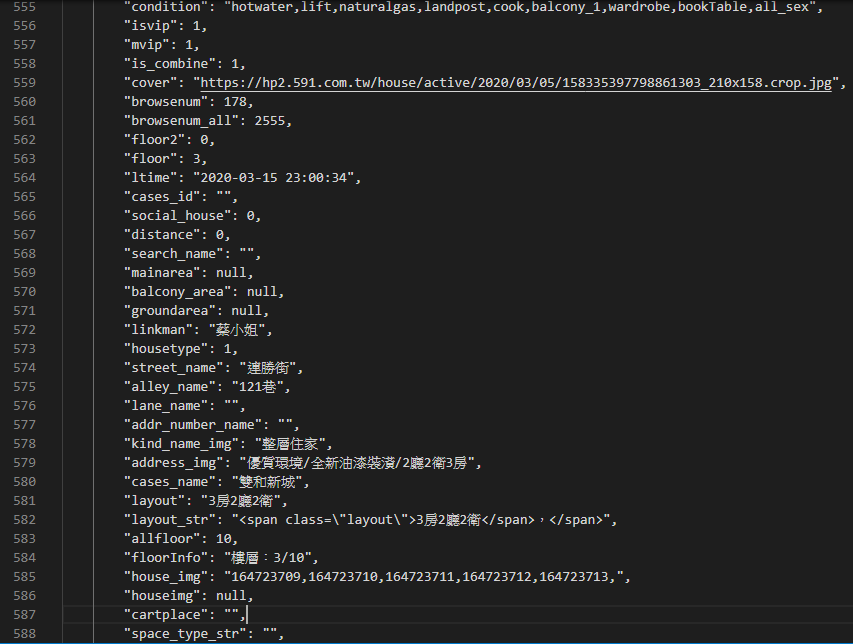 555 "condition": "hotwater,lift,naturalgas,landpost,cook,balcony_1,wardrobe,bookTable,all_sex",
556 "isvip": 1,
557 "mvip": 1,
558 "is_combine": 1,
559 "cover": "https://hp2.591.com.tw/house/active/2020/03/05/158335397798861303_210x158.crop.jpg",
560 "browsenum": 178,
561 "browsenum_all": 2555,
562 "floor2": 0,
563 "floor": 3,
564 "ltime": "2020-03-15 23:00:34",
565 "cases_id": "",
566 "social_house": 0,
567 "distance": 0,
568 "search_name": "",
569 "mainarea": null,
570 "balcony_area": null,
571 "groundarea": null,
572 "linkman": "蔡小姐",
573 "housetype": 1,
574 "street_name": "連勝街",
575 "alley_name": "121巷",
576 "lane_name": "",
577 "addr_number_name": "",
578 "kind_name_img": "整層住家",
579 "address_img": "優質環境/全新油漆裝潢/2廳2衛3房",
580 "cases_name": "雙和新城",
581 "layout": "3房2廳2衛",
582 "layout_str": "<span class=\"layout\">3房2廳2衛</span>，</span>",
583 "allfloor": 10,
584 "floorInfo": "樓層：3/10",
585 "house_img": "164723709,164723710,164723711,164723712,164723713,",
586 "houseimg": null,
587 "cartplace": "",
588 "space_type_str": "",